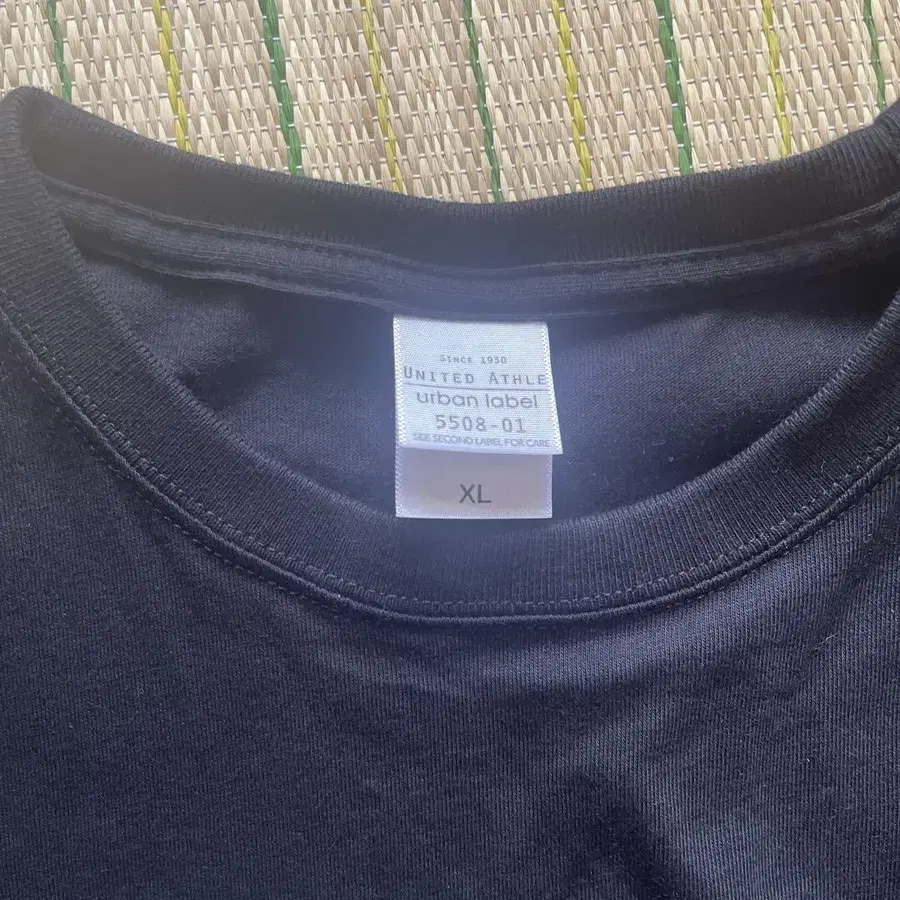 SINCE 1950
UNITED ATHLE
urban label
5508-01
SEE SECOND LABEL FOR CARE
XL